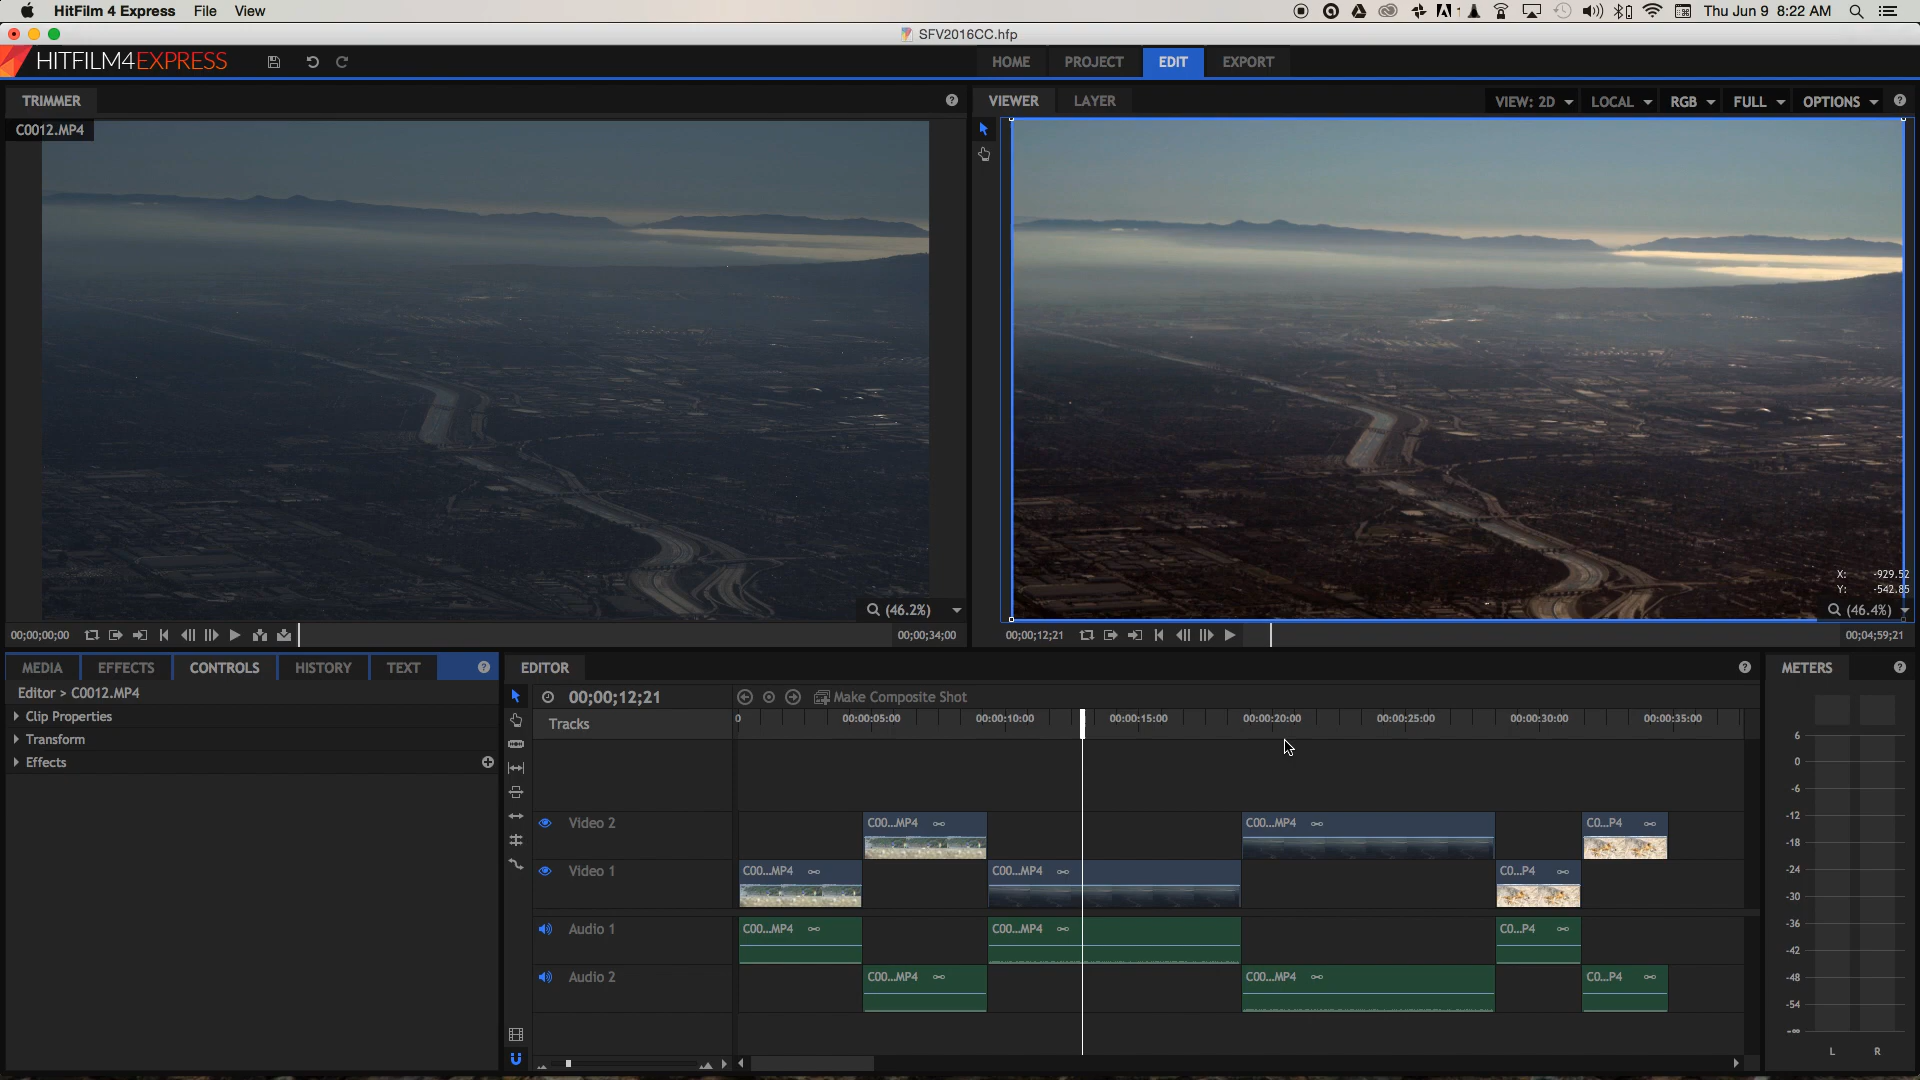 HitFilm 4 Express File View
Thu Jun 9 8:22 AM
SFV2016CC.hfp
HITFILM4EXPRESS
HOME PROJECT EDIT EXPORT
TRIMMER
VIEWER LAYER VIEW: 2D LOCAL RGB FULL OPTIONS
C0012.MP4
X: -929.52
Y: -542.85
(46.2%)
(46.4%)
00;00;00;00
00;00;34;00
00;00;12;21
00;04;59;21
MEDIA EFFECTS CONTROLS HISTORY TEXT
EDITOR
METERS
Editor > C0012.MP4
00;00;12;21
Make Composite Shot
Clip Properties
Transform
Effects
Tracks
0 00:00:05:00 00:00:10:00 00:00:15:00 00:00:20:00 00:00:25:00 00:00:30:00 00:00:35:00
Video 2
C00...MP4 C00...MP4 C0...P4
Video 1
C00...MP4 C00...MP4 C0...P4
Audio 1
C00...MP4 C00...MP4 C0...P4
Audio 2
C00...MP4 C00...MP4 C0...P4
6
0
-6
-12
-18
-24
-30
-36
-42
-48
-54
-∞
L R